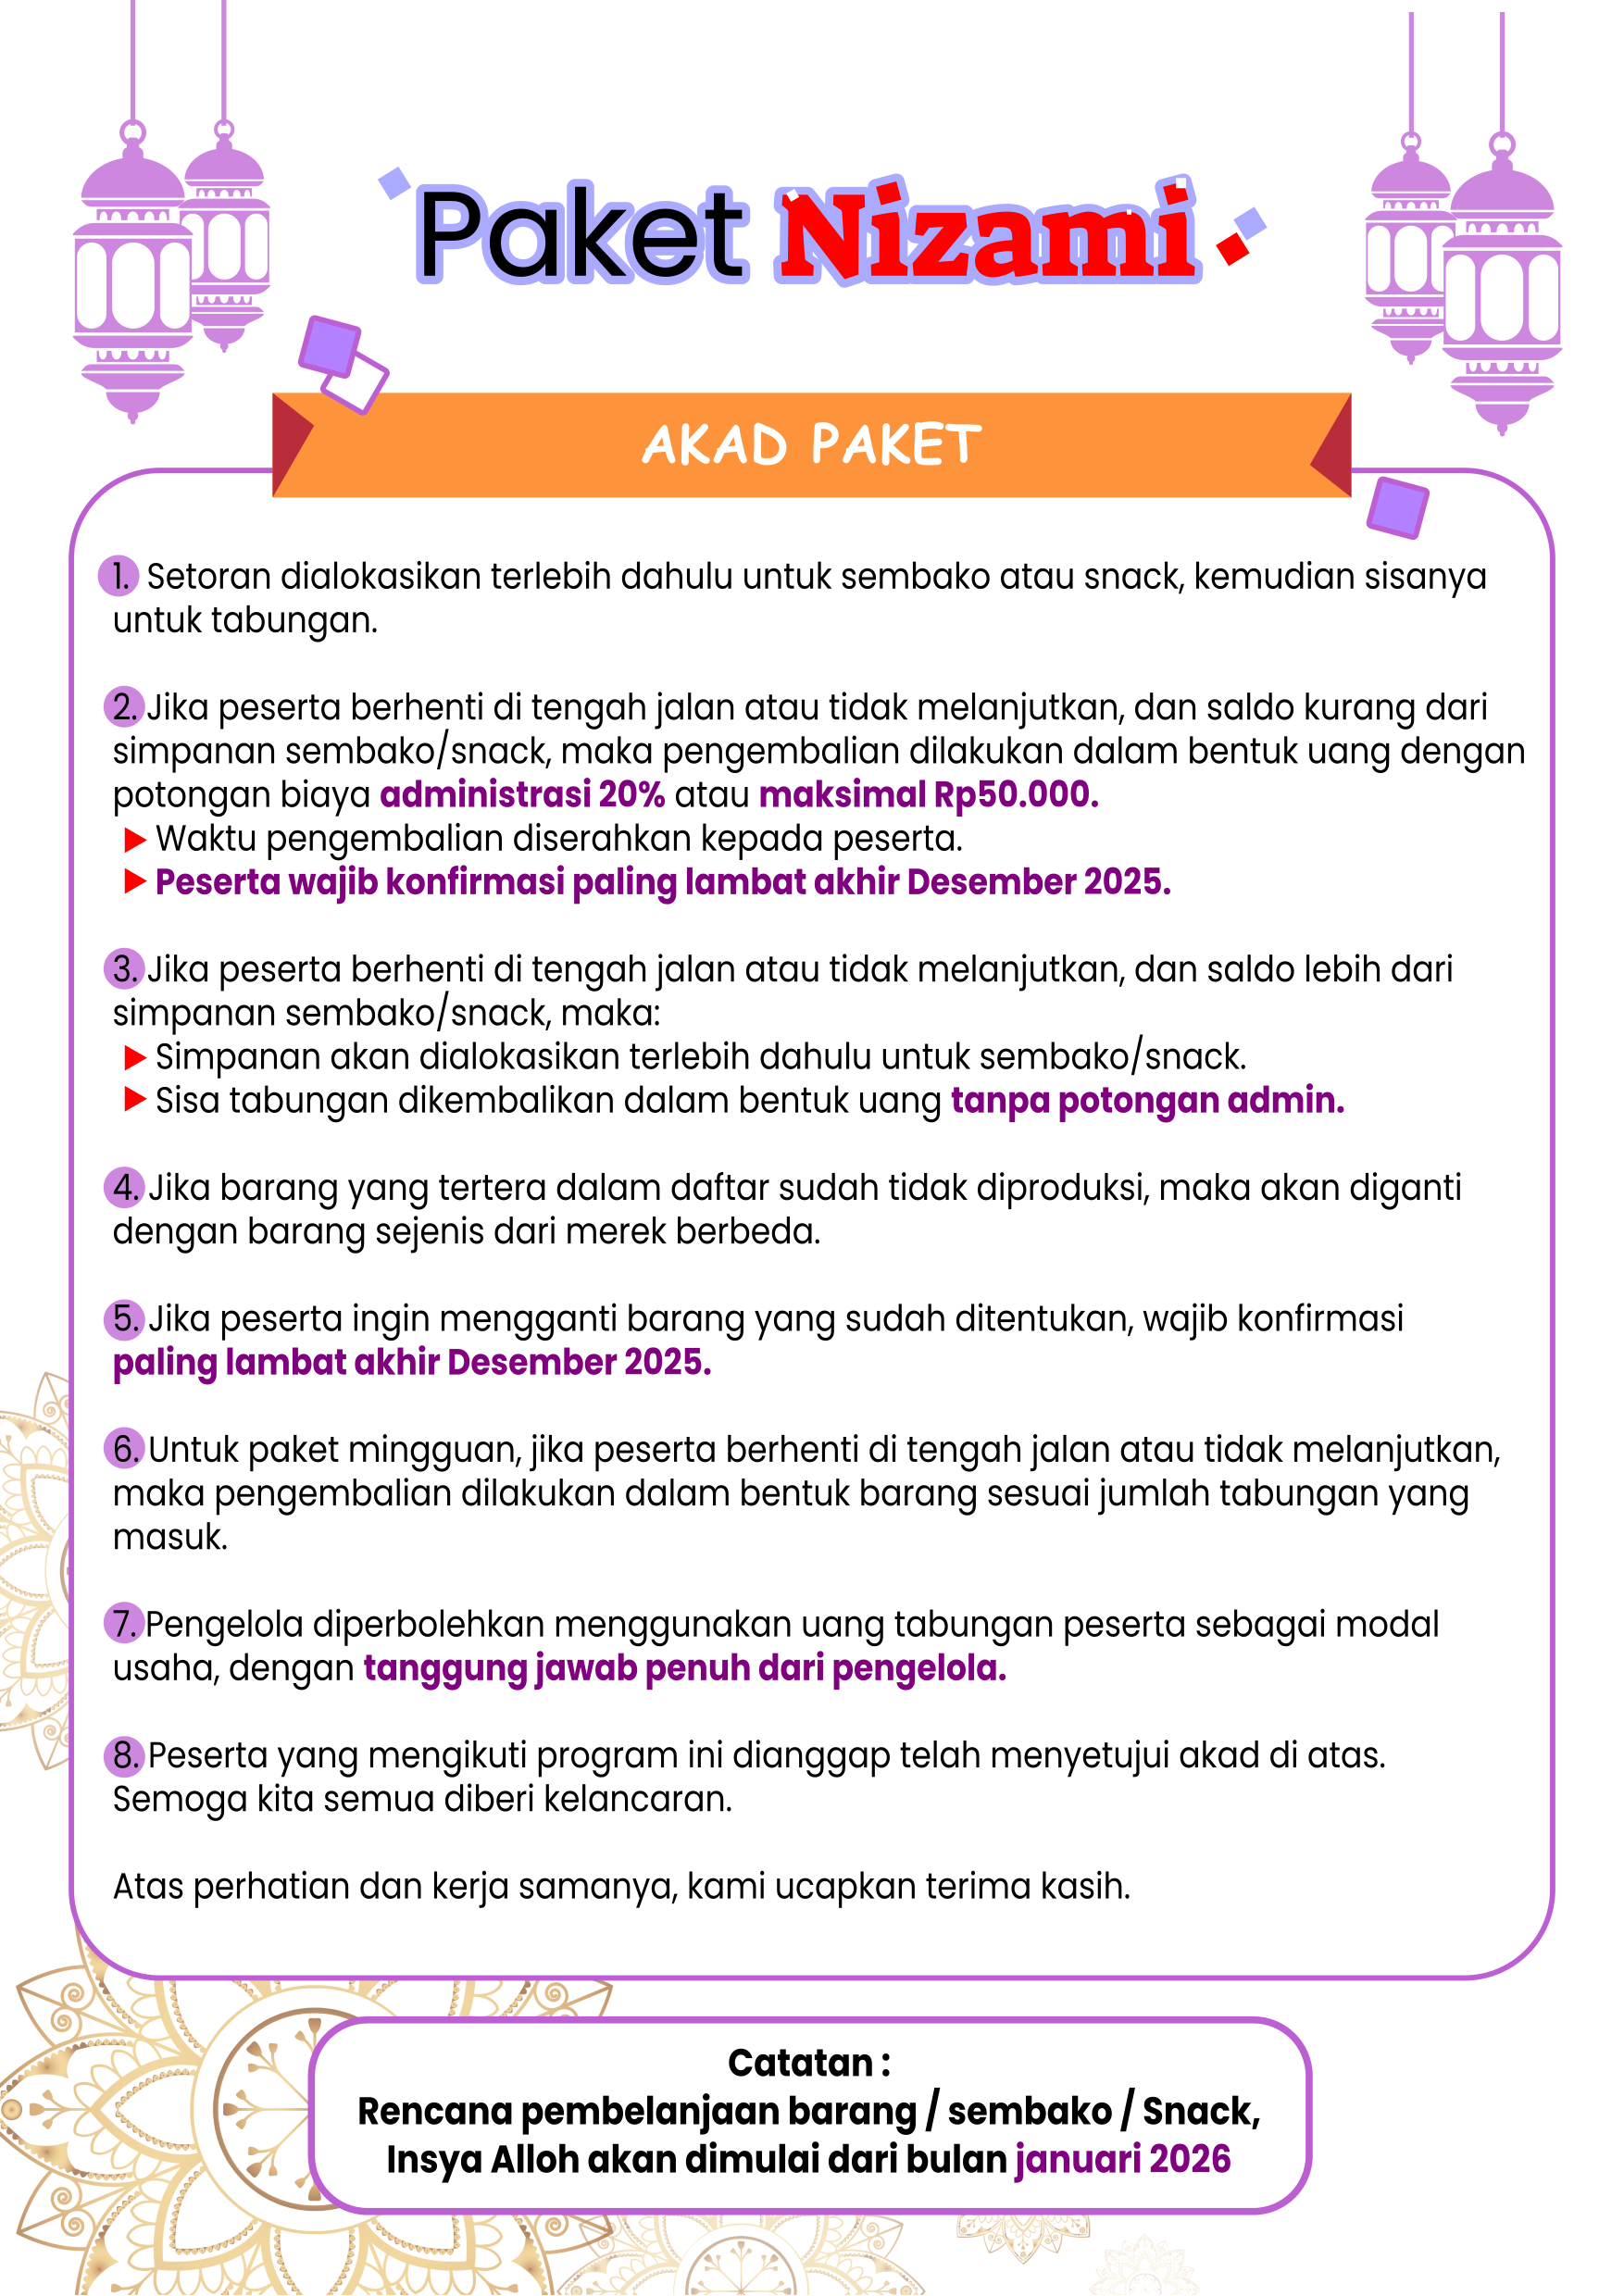 Paket Nizami
AKAD PAKET
1. Setoran dialokasikan terlebih dahulu untuk sembako atau snack, kemudian sisanya
untuk tabungan.
2. Jika peserta berhenti di tengah jalan atau tidak melanjutkan, dan saldo kurang dari
simpanan sembako/snack, maka pengembalian dilakukan dalam bentuk uang dengan
potongan biaya administrasi 20% atau maksimal Rp50.000.
Waktu pengembalian diserahkan kepada peserta.
Peserta wajib konfirmasi paling lambat akhir Desember 2025.
3. Jika peserta berhenti di tengah jalan atau tidak melanjutkan, dan saldo lebih dari
simpanan sembako/snack, maka:
Simpanan akan dialokasikan terlebih dahulu untuk sembako/snack.
Sisa tabungan dikembalikan dalam bentuk uang tanpa potongan admin.
4. Jika barang yang tertera dalam daftar sudah tidak diproduksi, maka akan diganti
dengan barang sejenis dari merek berbeda.
5. Jika peserta ingin mengganti barang yang sudah ditentukan, wajib konfirmasi
paling lambat akhir Desember 2025.
6. Untuk paket mingguan, jika peserta berhenti di tengah jalan atau tidak melanjutkan,
maka pengembalian dilakukan dalam bentuk barang sesuai jumlah tabungan yang
masuk.
7. Pengelola diperbolehkan menggunakan uang tabungan peserta sebagai modal
usaha, dengan tanggung jawab penuh dari pengelola.
8. Peserta yang mengikuti program ini dianggap telah menyetujui akad di atas.
Semoga kita semua diberi kelancaran.
Atas perhatian dan kerja samanya, kami ucapkan terima kasih.
Catatan :
Rencana pembelanjaan barang / sembako / Snack,
Insya Alloh akan dimulai dari bulan januari 2026